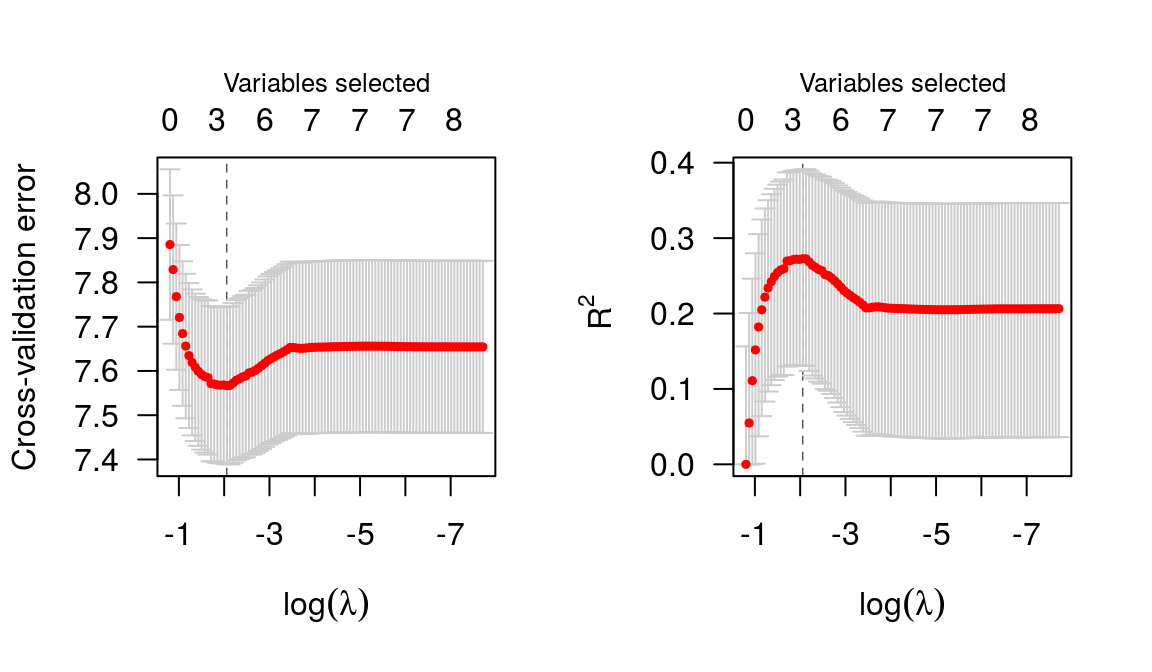 Variables selected
0 3 6 7 7 7 8
Cross-validation error
8.0
7.9
7.8
7.7
7.6
7.5
7.4
-1 -3 -5 -7
log(λ)
Variables selected
0 3 6 7 7 7 8
R²
0.4
0.3
0.2
0.1
0.0
-1 -3 -5 -7
log(λ)